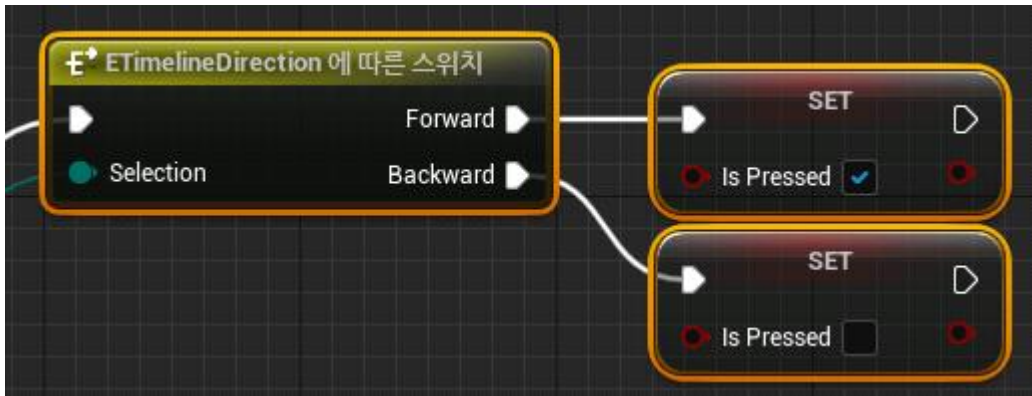 ETimelineDirection 에 따른 스위치
Forward
Selection
Backward
SET
Is Pressed
SET
Is Pressed